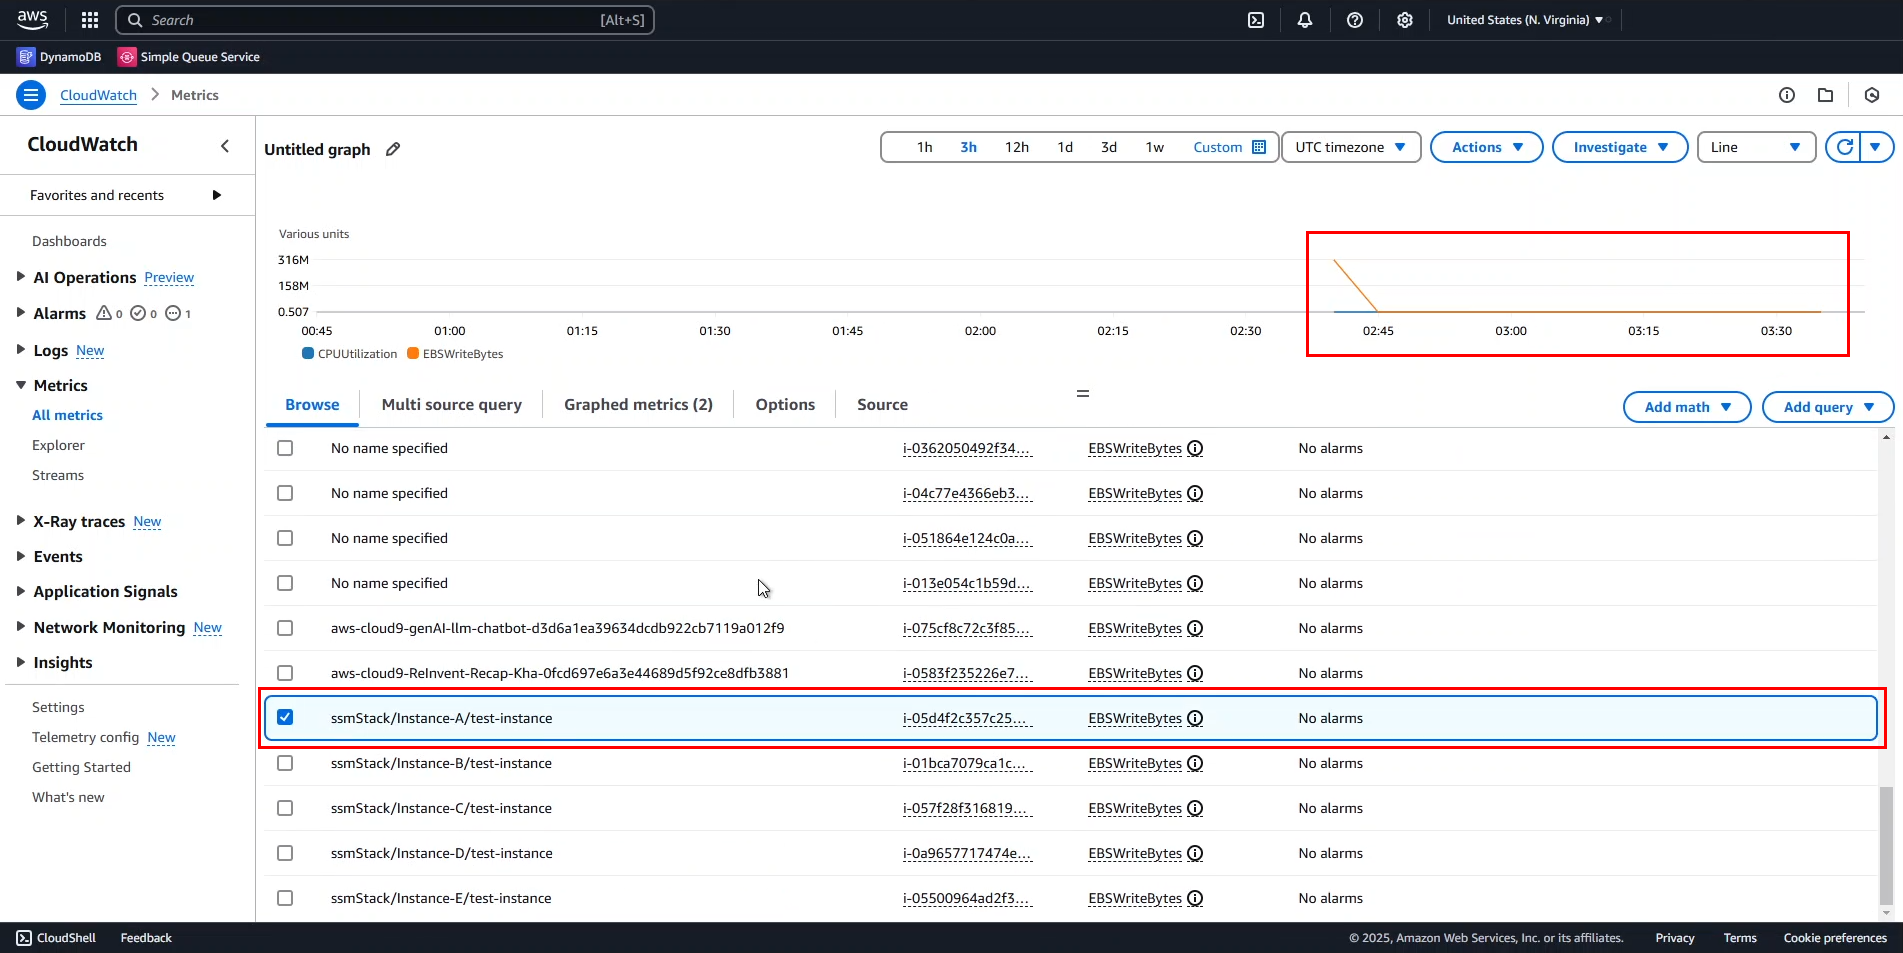 aws
Search [Alt+S]
United States (N. Virginia)
DynamoDB Simple Queue Service
CloudWatch Metrics
CloudWatch
Favorites and recents
Dashboards
AI Operations Preview
Alarms 0 0 1
Logs New
Metrics
All metrics
Explorer
Streams
X-Ray traces New
Events
Application Signals
Network Monitoring New
Insights
Settings
Telemetry config New
Getting Started
What's new
Untitled graph
1h 3h 12h 1d 3d 1w Custom UTC timezone Actions Investigate Line
Various units
316M
158M
0.507
00:45 01:00 01:15 01:30 01:45 02:00 02:15 02:30 02:45 03:00 03:15 03:30
CPUUtilization EBSWriteBytes
Browse Multi source query Graphed metrics (2) Options Source Add math Add query
No name specified i-0362050492f34... EBSWriteBytes No alarms
No name specified i-04c77e4366eb3... EBSWriteBytes No alarms
No name specified i-051864e124c0a... EBSWriteBytes No alarms
No name specified i-013e054c1b59d... EBSWriteBytes No alarms
aws-cloud9-genAI-llm-chatbot-d3d6a1ea39634dcdb922cb7119a012f9 i-075cf8c72c3f85... EBSWriteBytes No alarms
aws-cloud9-ReInvent-Recap-Kha-0fcd697e6a3e44689d5f92ce8dfb3881 i-0583f235226e7... EBSWriteBytes No alarms
ssmStack/Instance-A/test-instance i-05d4f2c357c25... EBSWriteBytes No alarms
ssmStack/Instance-B/test-instance i-01bca7079ca1c... EBSWriteBytes No alarms
ssmStack/Instance-C/test-instance i-057f28f316819... EBSWriteBytes No alarms
ssmStack/Instance-D/test-instance i-0a9657717474e... EBSWriteBytes No alarms
ssmStack/Instance-E/test-instance i-05500964ad2f3... EBSWriteBytes No alarms
CloudShell Feedback © 2025, Amazon Web Services, Inc. or its affiliates. Privacy Terms Cookie preferences